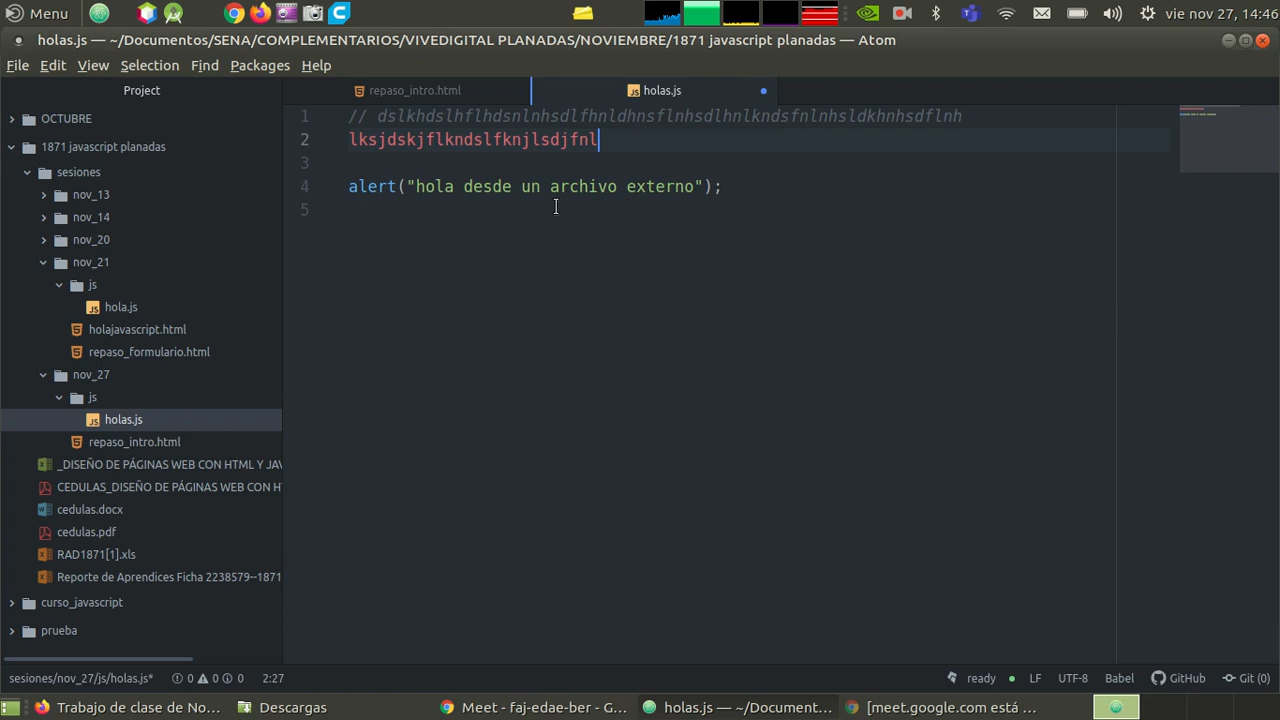 Menu
vie nov 27, 14:46
holas.js — ~/Documentos/SENA/COMPLEMENTARIOS/VIVEDIGITAL PLANADAS/NOVIEMBRE/1871 javascript planadas — Atom
File Edit View Selection Find Packages Help
Project
repaso_intro.html
holas.js
OCTUBRE
1871 javascript planadas
sesiones
nov_13
nov_14
nov_20
nov_21
js
hola.js
holajavascript.html
repaso_formulario.html
nov_27
js
holas.js
repaso_intro.html
_DISEÑO DE PÁGINAS WEB CON HTML Y JAV
CEDULAS_DISEÑO DE PÁGINAS WEB CON H
cedulas.docx
cedulas.pdf
RAD1871[1].xls
Reporte de Aprendices Ficha 2238579--1871
curso_javascript
prueba
1 // dslkhdslhflhdsnlnhsdlfhnldhnsflnhsdlhnlkndsfnlnhsldkhnhsdflnh
2 lksjdskjflkndslfknjlsdjfnl
3
4 alert("hola desde un archivo externo");
5
sesiones/nov_27/js/holas.js* 0 0 0 2:27
ready LF UTF-8 Babel GitHub Git (0)
Trabajo de clase de No... Descargas Meet - faj-edae-ber - G... holas.js — ~/Document... [meet.google.com está ...